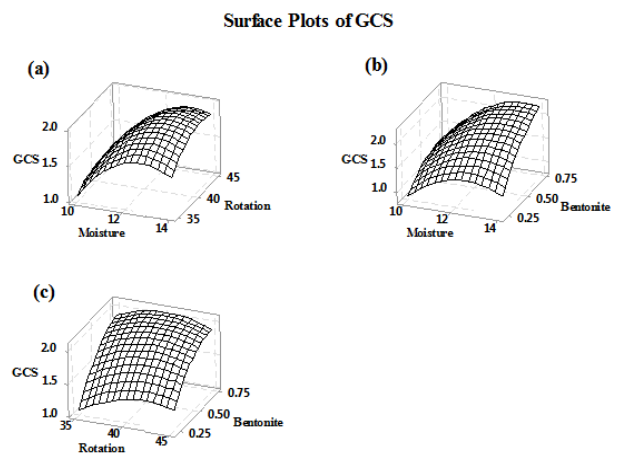 Surface Plots of GCS
(a)
2.0
GCS
1.5
1.0
10
12
14
Moisture
35
40
45
Rotation
(b)
2.0
GCS
1.5
1.0
10
12
14
Moisture
0.25
0.50
0.75
Bentonite
(c)
2.0
GCS
1.5
1.0
35
40
45
Rotation
0.25
0.50
0.75
Bentonite